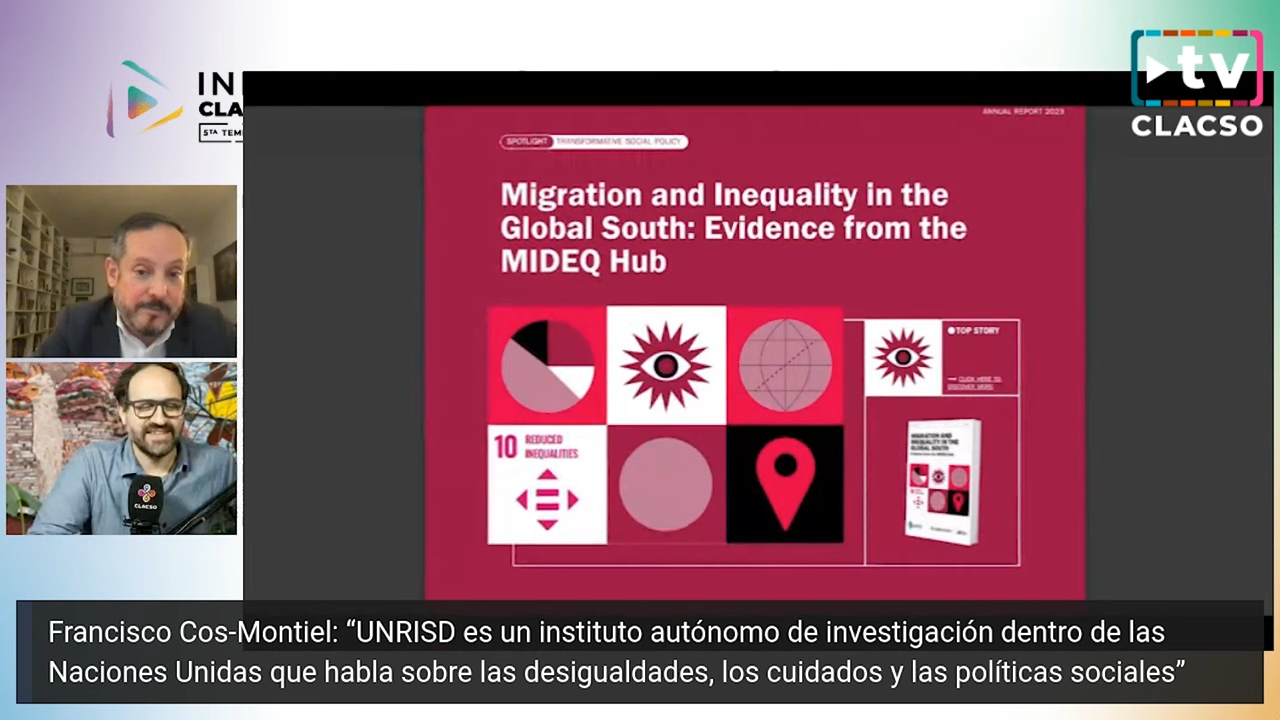 tv
CLACSO
IN
CLA
5TA TEM
ANNUAL REPORT 2023
SPOTLIGHT TRANSFORMATIVE SOCIAL POLICY
Migration and Inequality in the
Global South: Evidence from the
MIDEQ Hub
TOP STORY
CLICK HERE TO
DISCOVER MORE
10 REDUCED
INEQUALITIES
MIGRATION AND
INEQUALITY IN THE
GLOBAL SOUTH
CLACSO
Francisco Cos-Montiel: “UNRISD es un instituto autónomo de investigación dentro de las
Naciones Unidas que habla sobre las desigualdades, los cuidados y las políticas sociales”